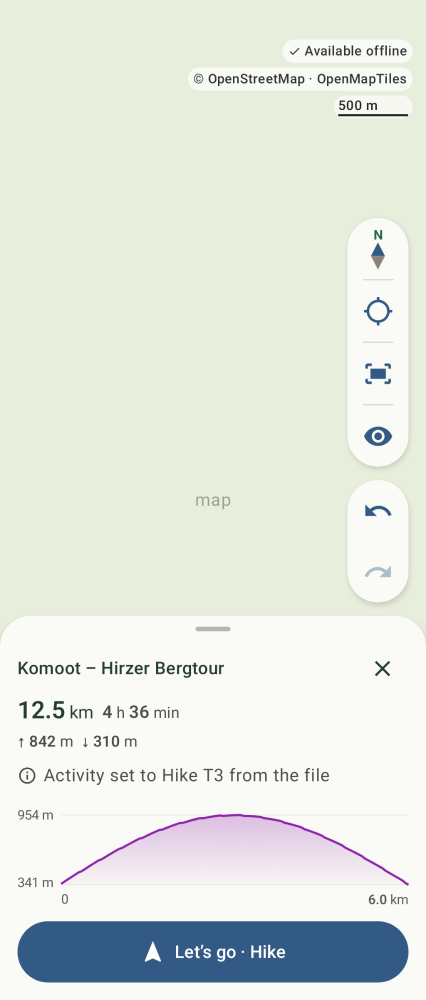 Available offline
© OpenStreetMap · OpenMapTiles
500 m
N
map
Komoot – Hirzer Bergtour
12.5 km 4 h 36 min
↑ 842 m ↓ 310 m
Activity set to Hike T3 from the file
954 m
341 m
0 6.0 km
Let's go · Hike